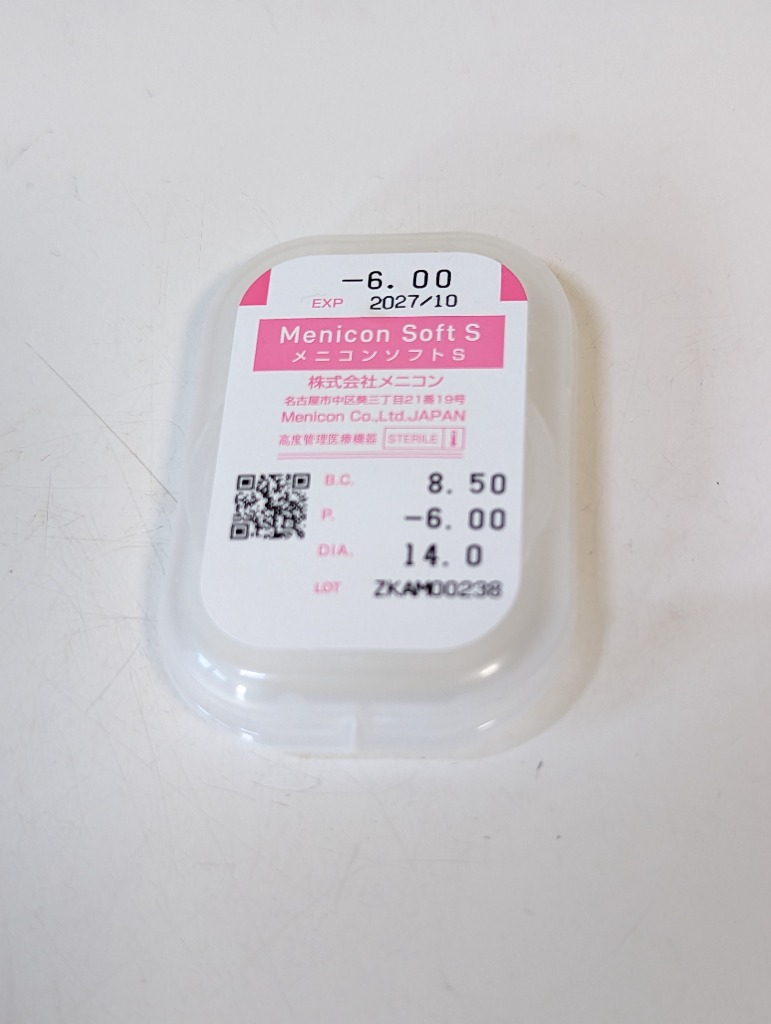 −6.00
EXP 2027/10
Menicon Soft S
メニコンソフトS
株式会社メニコン
名古屋市中区葵三丁目21番19号
Menicon Co.,Ltd.JAPAN
高度管理医療機器 STERILE
B.C. 8.50
P. −6.00
DIA. 14.0
LOT ZKAM00238